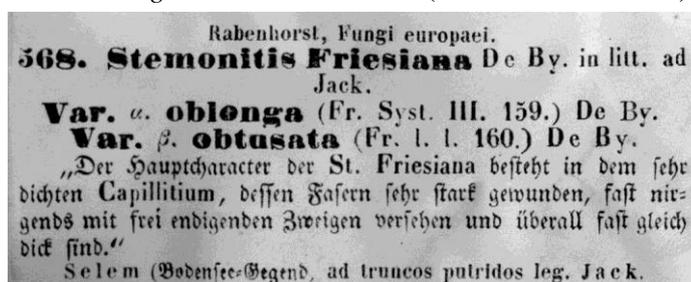 Rabenhorst, Fungi europaei.
568. Stemonitis Friesiana De By. in litt. ad
Jack.
Var. α. oblonga (Fr. Syst. III. 159.) De By.
Var. β. obtusata (Fr. l. l. 160.) De By.
„Der Hauptcharacter der St. Friesiana besteht in dem sehr
dichten Capillitium, dessen Fasern sehr stark gewunden, fast nir=
gends mit frei endigenden Zweigen versehen und überall fast gleich
dick sind.“
Selem (Bodensee=Gegend, ad truncos putridos leg. Jack.